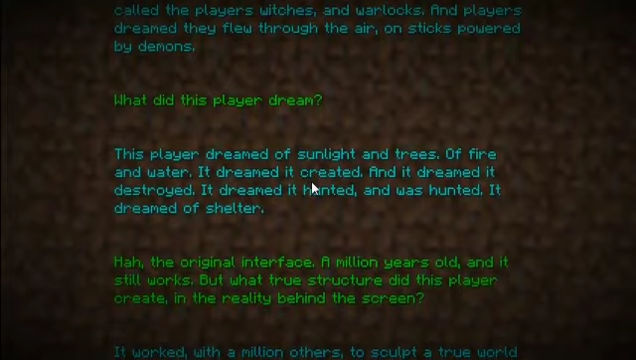 called the players witches, and warlocks. And players
dreamed they flew through the air, on sticks powered
by demons.
What did this player dream?
This player dreamed of sunlight and trees. Of fire
and water. It dreamed it created. And it dreamed it
destroyed. It dreamed it hunted, and was hunted. It
dreamed of shelter.
Hah, the original interface. A million years old, and it
still works. But what true structure did this player
create, in the reality behind the screen?
It worked, with a million others, to sculpt a true world